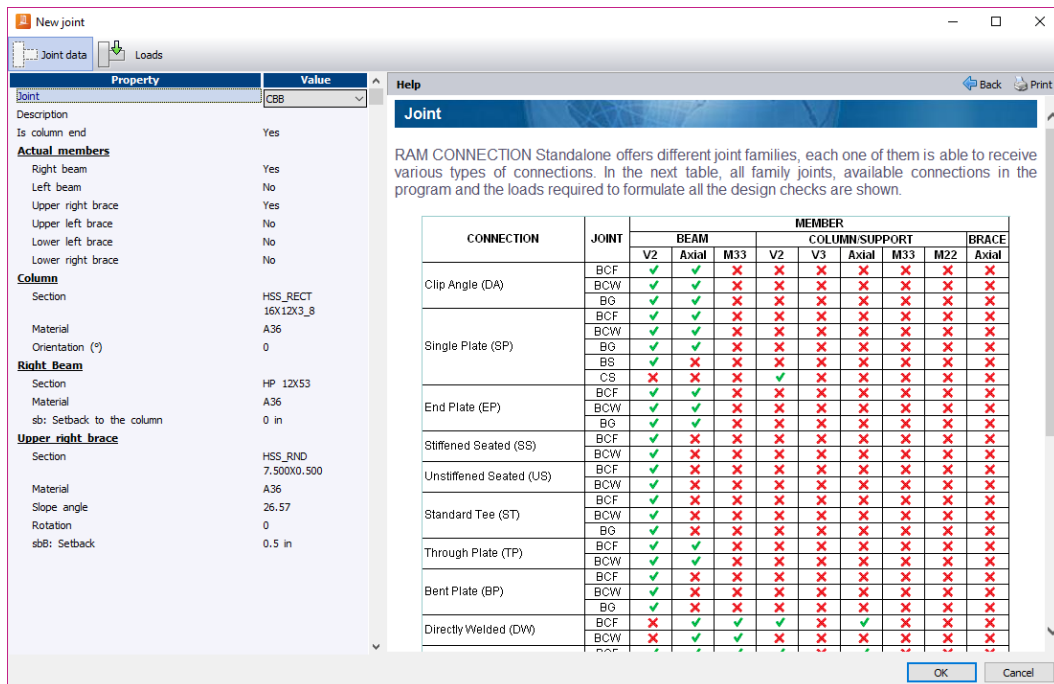 New joint
Joint data Loads
Property Value
Joint CBB
Description
Is column end Yes
Actual members
Right beam Yes
Left beam No
Upper right brace Yes
Upper left brace No
Lower left brace No
Lower right brace No
Column
Section HSS_RECT
16X12X3_8
Material A36
Orientation (º) 0
Right Beam
Section HP 12X53
Material A36
sb: Setback to the column 0 in
Upper right brace
Section HSS_RND
7.500X0.500
Material A36
Slope angle 26.57
Rotation 0
sbB: Setback 0.5 in
Help Back Print
Joint
RAM CONNECTION Standalone offers different joint families, each one of them is able to receive
various types of connections. In the next table, all family joints, available connections in the
program and the loads required to formulate all the design checks are shown.
MEMBER
CONNECTION JOINT BEAM COLUMN/SUPPORT BRACE
V2 Axial M33 V2 V3 Axial M33 M22 Axial
Clip Angle (DA) BCF
BCW
BG
Single Plate (SP) BCF
BCW
BG
BS
CS
End Plate (EP) BCF
BCW
BG
Stiffened Seated (SS) BCF
BCW
Unstiffened Seated (US) BCF
BCW
Standard Tee (ST) BCF
BCW
BG
Through Plate (TP) BCF
BCW
Bent Plate (BP) BCF
BCW
BG
Directly Welded (DW) BCF
BCW
OK Cancel